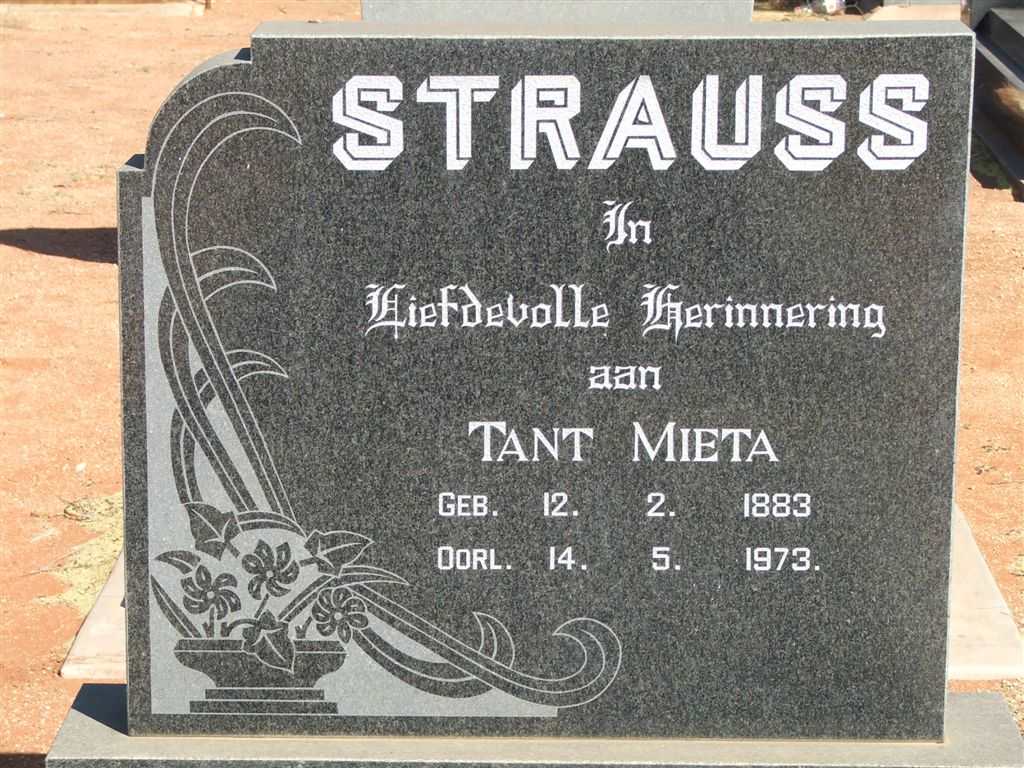 STRAUSS
In
Liefdevolle Herinnering
aan
TANT MIETA
GEB. 12. 2. 1883
OORL. 14. 5. 1973.